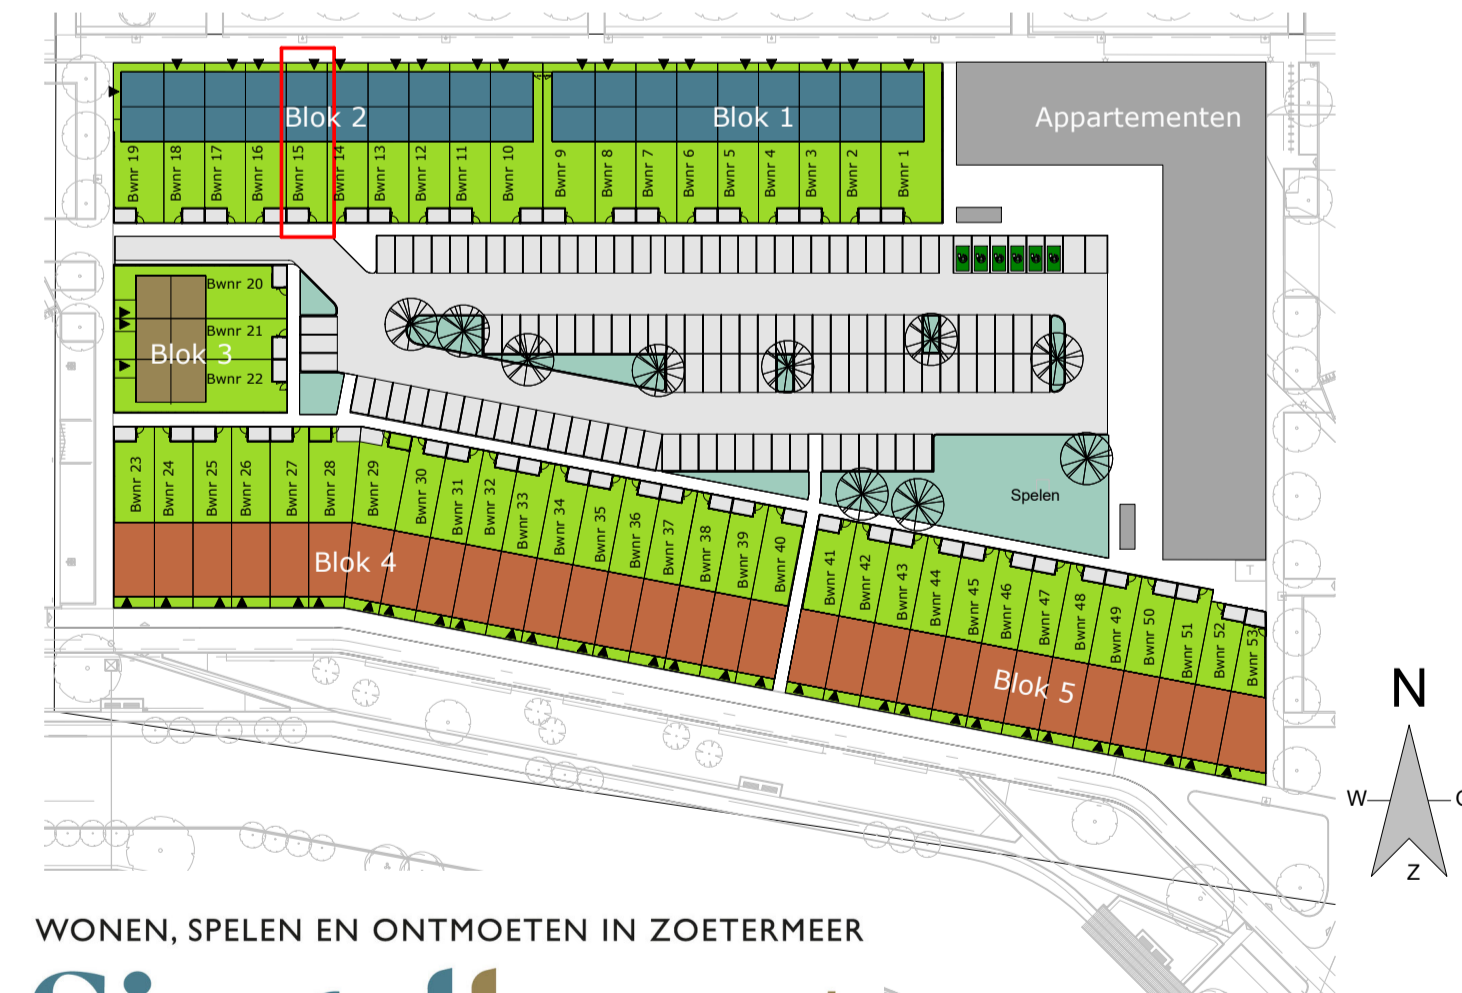 Blok 2
Blok 1
Appartementen
Bwnr 19
Bwnr 18
Bwnr 17
Bwnr 16
Bwnr 15
Bwnr 14
Bwnr 13
Bwnr 12
Bwnr 11
Bwnr 10
Bwnr 9
Bwnr 8
Bwnr 7
Bwnr 6
Bwnr 5
Bwnr 4
Bwnr 3
Bwnr 2
Bwnr 1
Bwnr 20
Bwnr 21
Blok 3
Bwnr 22
Bwnr 23
Bwnr 24
Bwnr 25
Bwnr 26
Bwnr 27
Bwnr 28
Bwnr 29
Bwnr 30
Bwnr 31
Bwnr 32
Bwnr 33
Bwnr 34
Bwnr 35
Bwnr 36
Bwnr 37
Bwnr 38
Bwnr 39
Bwnr 40
Spelen
Blok 4
Bwnr 41
Bwnr 42
Bwnr 43
Bwnr 44
Bwnr 45
Bwnr 46
Bwnr 47
Bwnr 48
Bwnr 49
Bwnr 50
Bwnr 51
Bwnr 52
Bwnr 53
Blok 5
T
N
W
Z
WONEN, SPELEN EN ONTMOETEN IN ZOETERMEER